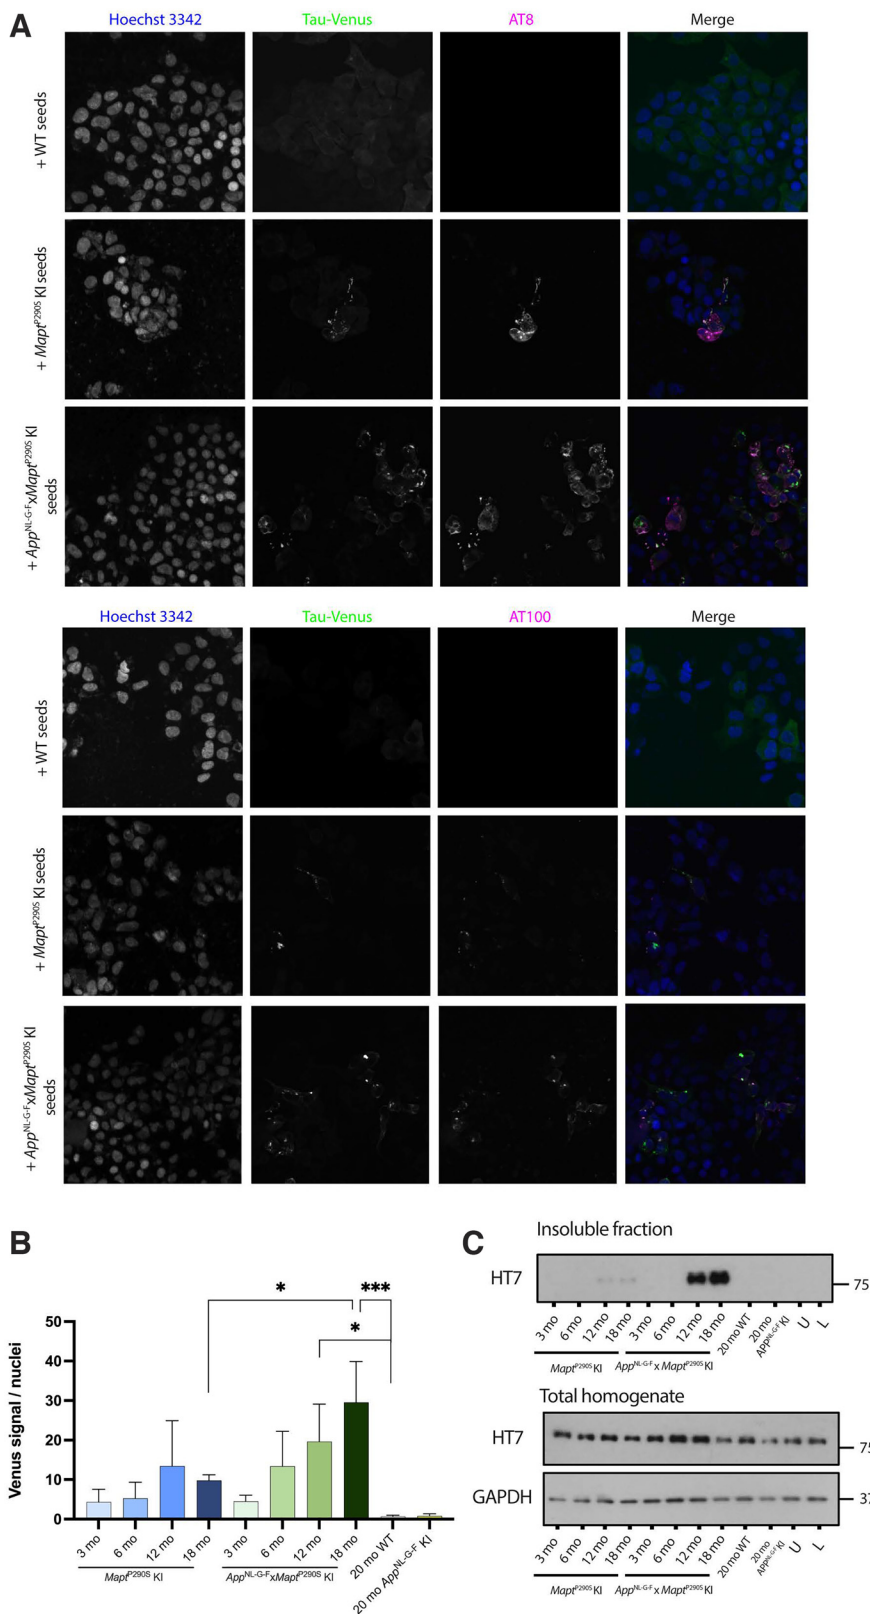 A
Hoechst 3342 Tau-Venus AT8 Merge
+ WT seeds
+ Mapt^P290S KI seeds
+ App^NL-G-F xMapt^P290S KI
seeds
Hoechst 3342 Tau-Venus AT100 Merge
+ WT seeds
+ Mapt^P290S KI seeds
+ App^NL-G-F xMapt^P290S KI
seeds
B
Venus signal / nuclei
50
40
30
20
10
0
* ***
*
3 mo 6 mo 12 mo 18 mo 3 mo 6 mo 12 mo 18 mo 20 mo WT 20 mo App^NL-G-F KI
Mapt^P290S KI App^NL-G-F xMapt^P290S KI
C
Insoluble fraction
HT7 75
3 mo 6 mo 12 mo 18 mo 3 mo 6 mo 12 mo 18 mo 20 mo WT 20 mo APP^NL-G-F KI U L
Mapt^P290S KI App^NL-G-F x Mapt^P290S KI
Total homogenate
HT7 75
GAPDH 37
3 mo 6 mo 12 mo 18 mo 3 mo 6 mo 12 mo 18 mo 20 mo WT 20 mo APP^NL-G-F KI U L
Mapt^P290S KI App^NL-G-F x Mapt^P290S KI